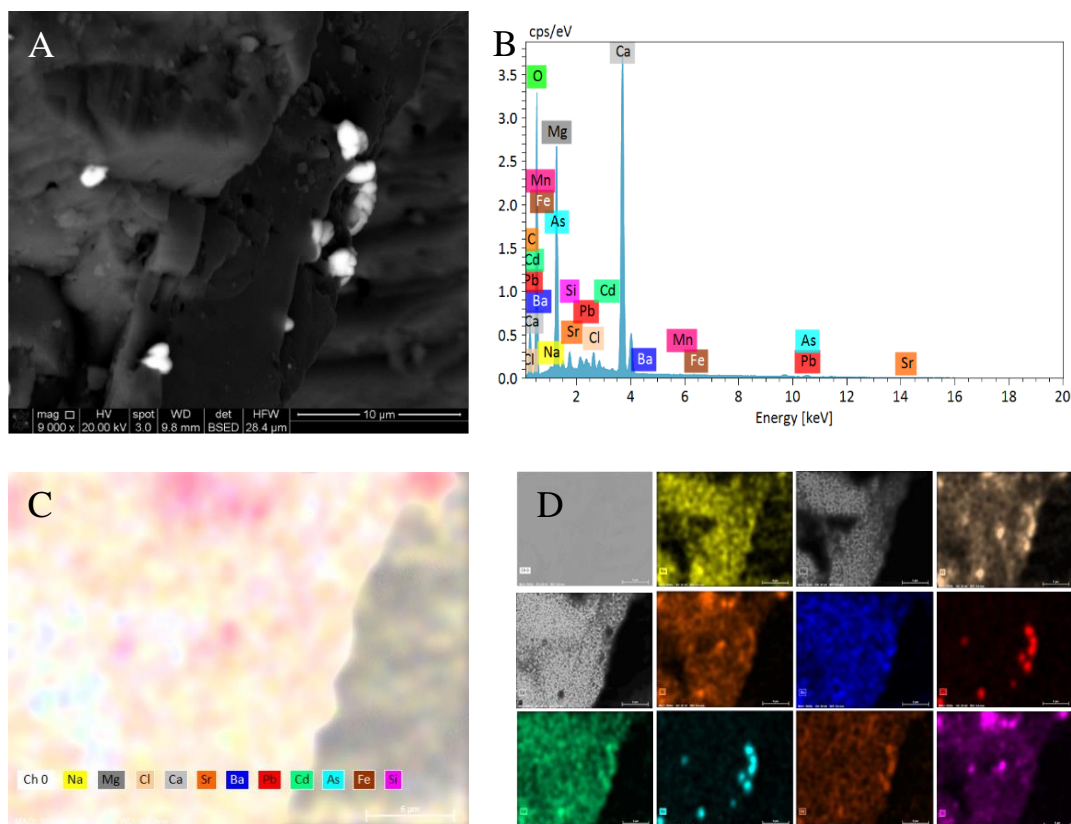 A
mag HV spot WD det HFW
9 000 x 20.00 kV 3.0 9.8 mm BSED 28.4 µm
10 µm
B
cps/eV
3.5
3.0
2.5
2.0
1.5
1.0
0.5
0.0
O
Mn
Fe
C
Cd
Pb
Ba
Ca
Cl
Mg
As
Si
Cd
Pb
Sr
Cl
Na
Ca
Ba
Mn
Fe
As
Pb
Sr
2 4 6 8 10 12 14 16 18 20
Energy [keV]
C
Ch 0 Na Mg Cl Ca Sr Ba Pb Cd As Fe Si
6 µm
D